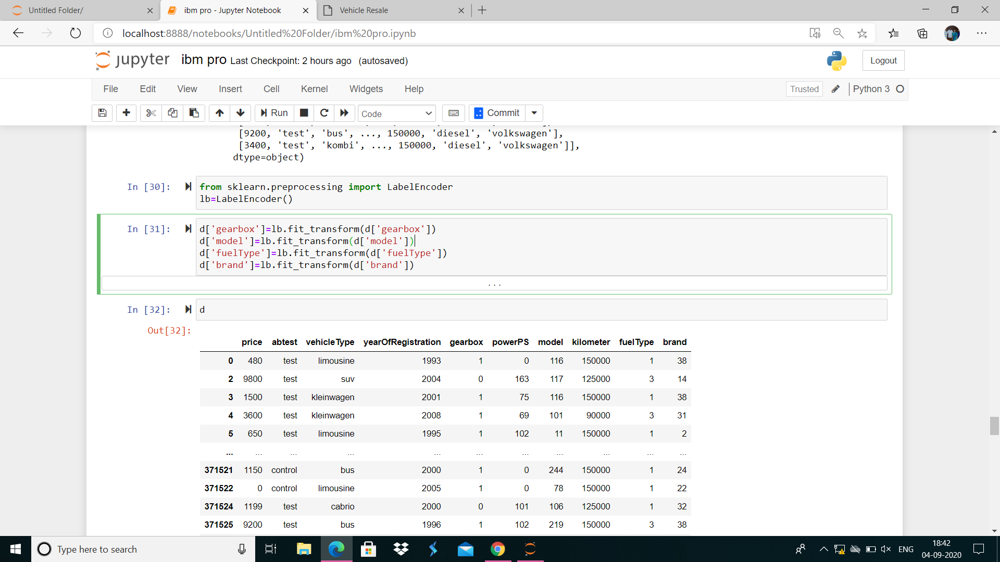 Untitled Folder/
ibm pro - Jupyter Notebook
Vehicle Resale
localhost:8888/notebooks/Untitled%20Folder/ibm%20pro.ipynb
jupyter ibm pro Last Checkpoint: 2 hours ago (autosaved)
Logout
File Edit View Insert Cell Kernel Widgets Help
Trusted Python 3
Run Code Commit
[9200, 'test', 'bus', ..., 150000, 'diesel', 'volkswagen'],
[3400, 'test', 'kombi', ..., 150000, 'diesel', 'volkswagen']],
dtype=object)
In [30]: from sklearn.preprocessing import LabelEncoder
lb=LabelEncoder()
In [31]: d['gearbox']=lb.fit_transform(d['gearbox'])
d['model']=lb.fit_transform(d['model'])
d['fuelType']=lb.fit_transform(d['fuelType'])
d['brand']=lb.fit_transform(d['brand'])
...
In [32]: d
Out[32]:
price abtest vehicleType yearOfRegistration gearbox powerPS model kilometer fuelType brand
0 480 test limousine 1993 1 0 116 150000 1 38
2 9800 test suv 2004 0 163 117 125000 3 14
3 1500 test kleinwagen 2001 1 75 116 150000 1 38
4 3600 test kleinwagen 2008 1 69 101 90000 3 31
5 650 test limousine 1995 1 102 11 150000 1 2
... ... ... ... ... ... ... ... ... ... ...
371521 1150 control bus 2000 1 0 244 150000 1 24
371522 0 control limousine 2005 1 0 78 150000 1 22
371524 1199 test cabrio 2000 0 101 106 125000 1 32
371525 9200 test bus 1996 1 102 219 150000 3 38
Type here to search
ENG
18:42
04-09-2020